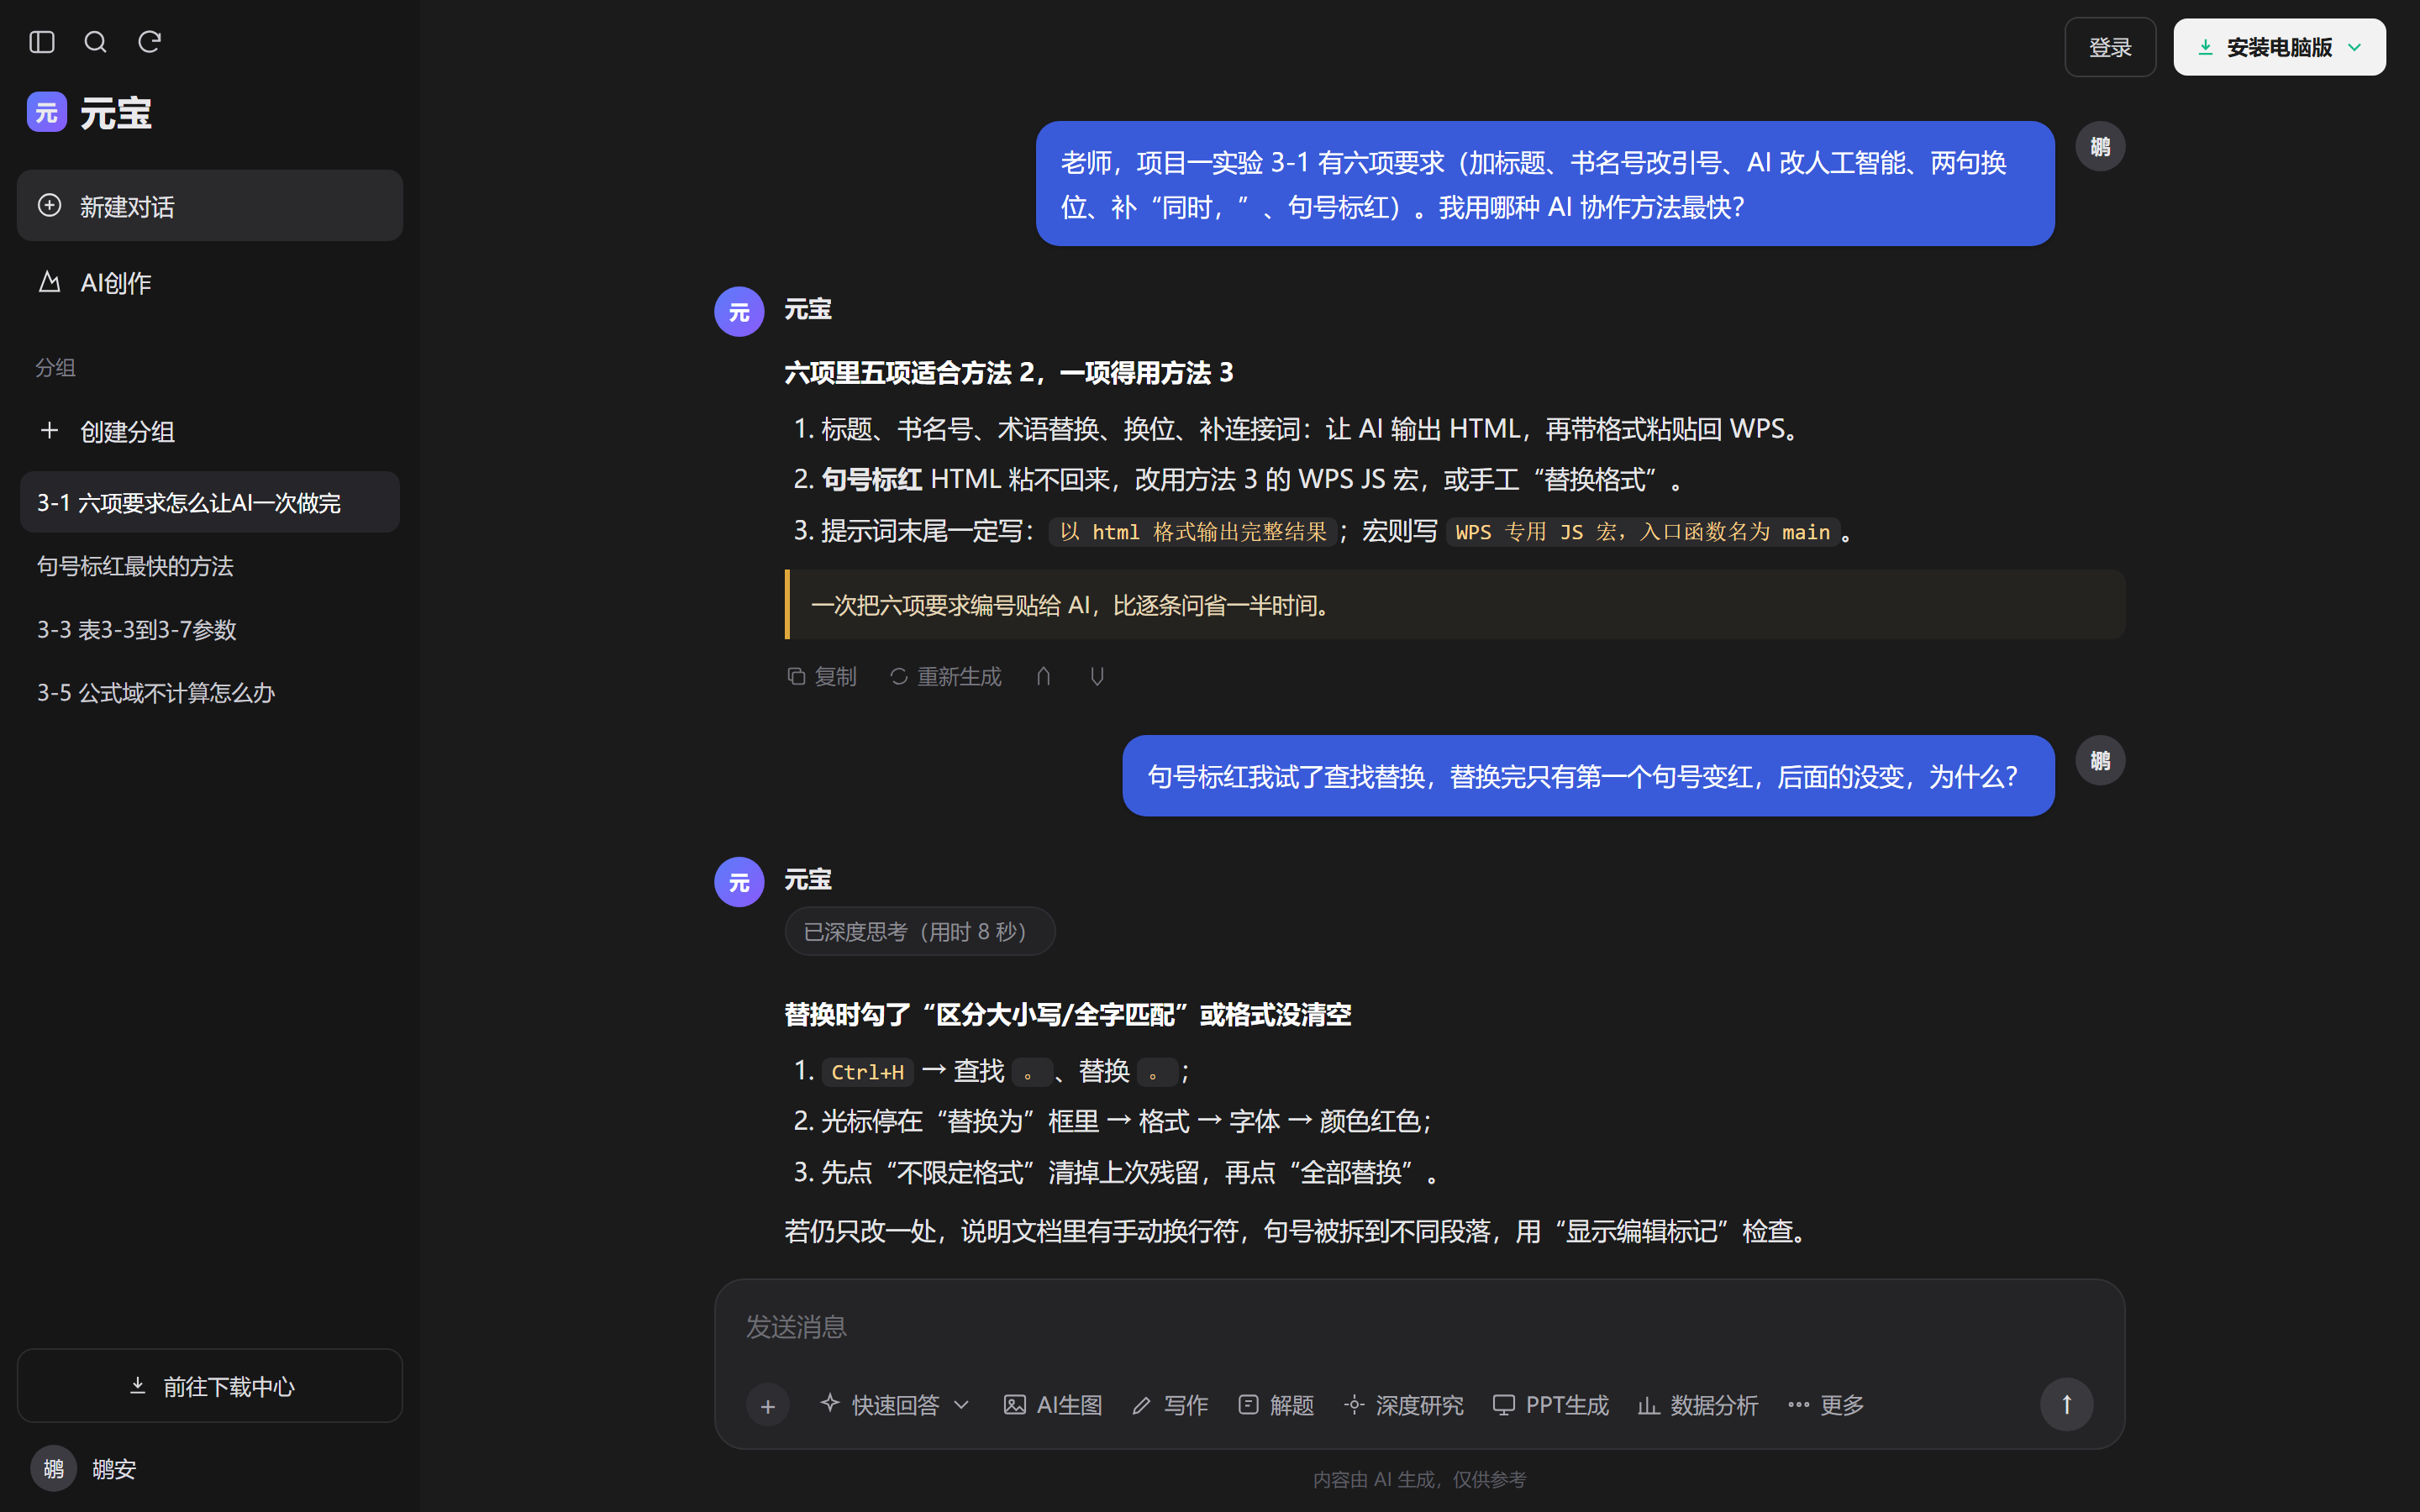 元 元宝
新建对话
AI创作
分组
创建分组
3-1 六项要求怎么让AI一次做完
句号标红最快的方法
3-3 表3-3到3-7参数
3-5 公式域不计算怎么办
前往下载中心
鹕 鹕安
登录
安装电脑版
老师，项目一实验 3-1 有六项要求（加标题、书名号改引号、AI 改人工智能、两句换
位、补“同时，”、句号标红）。我用哪种 AI 协作方法最快？
鹕
元 元宝
六项里五项适合方法 2，一项得用方法 3
1. 标题、书名号、术语替换、换位、补连接词：让 AI 输出 HTML，再带格式粘贴回 WPS。
2. 句号标红 HTML 粘不回来，改用方法 3 的 WPS JS 宏，或手工“替换格式”。
3. 提示词末尾一定写：以 html 格式输出完整结果；宏则写 WPS 专用 JS 宏，入口函数名为 main。
一次把六项要求编号贴给 AI，比逐条问省一半时间。
复制 重新生成
句号标红我试了查找替换，替换完只有第一个句号变红，后面的没变，为什么？
鹕
元 元宝
已深度思考（用时 8 秒）
替换时勾了“区分大小写/全字匹配”或格式没清空
1. Ctrl+H → 查找 。、替换 。；
2. 光标停在“替换为”框里 → 格式 → 字体 → 颜色红色；
3. 先点“不限定格式”清掉上次残留，再点“全部替换”。
若仍只改一处，说明文档里有手动换行符，句号被拆到不同段落，用“显示编辑标记”检查。
发送消息
快速回答 AI生图 写作 解题 深度研究 PPT生成 数据分析 更多
内容由 AI 生成，仅供参考